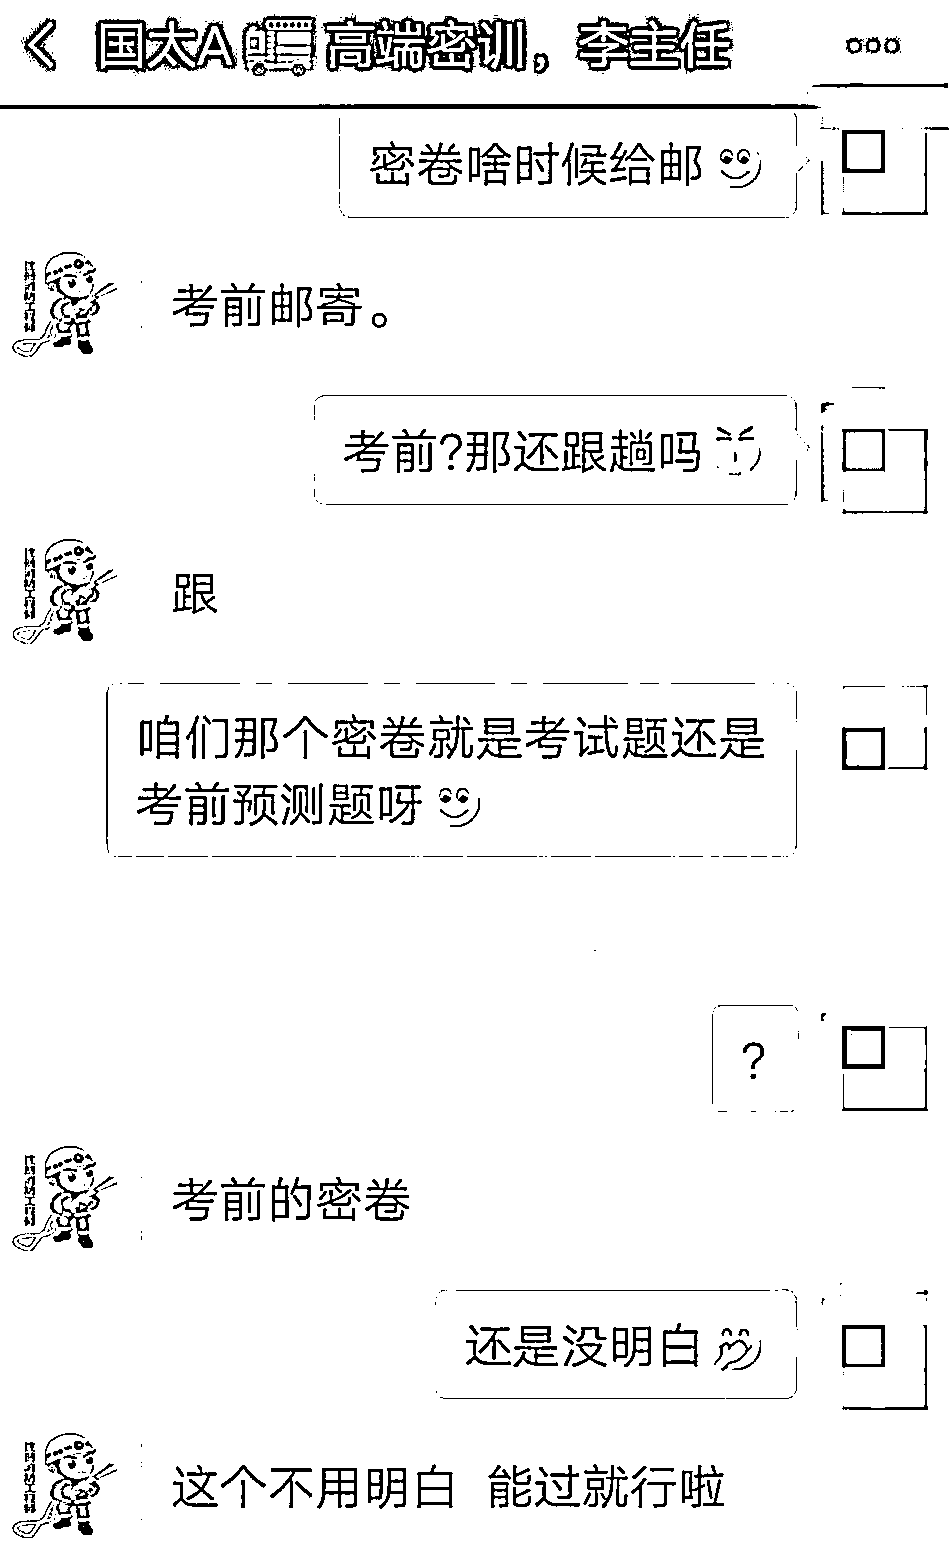 国太A高端密训，李主任
密卷啥时候给邮
考前邮寄。
考前?那还跟趟吗
跟
咱们那个密卷就是考试题还是
考前预测题呀
?
考前的密卷
还是没明白
这个不用明白 能过就行啦